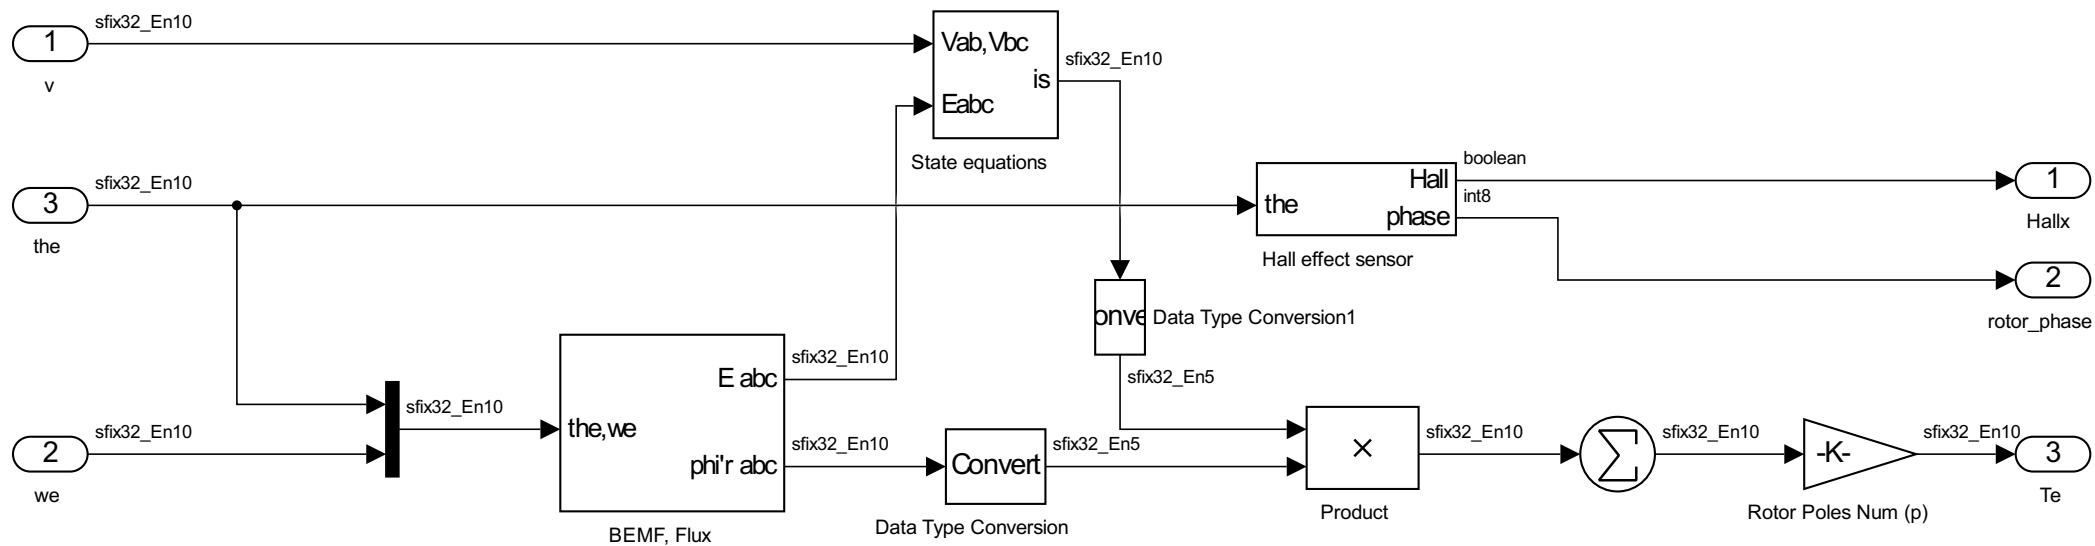 sfix32_En10
1
v
Vab,Vbc
is
Eabc
State equations
sfix32_En10
sfix32_En10
3
the
the
Hall
phase
Hall effect sensor
boolean
int8
1
Hallx
2
rotor_phase
onve
Data Type Conversion1
sfix32_En5
sfix32_En10
2
we
sfix32_En10
the,we
E abc
phi'r abc
BEMF, Flux
sfix32_En10
sfix32_En10
Convert
Data Type Conversion
sfix32_En5
×
Product
sfix32_En10
∑
sfix32_En10
-K-
Rotor Poles Num (p)
sfix32_En10
3
Te